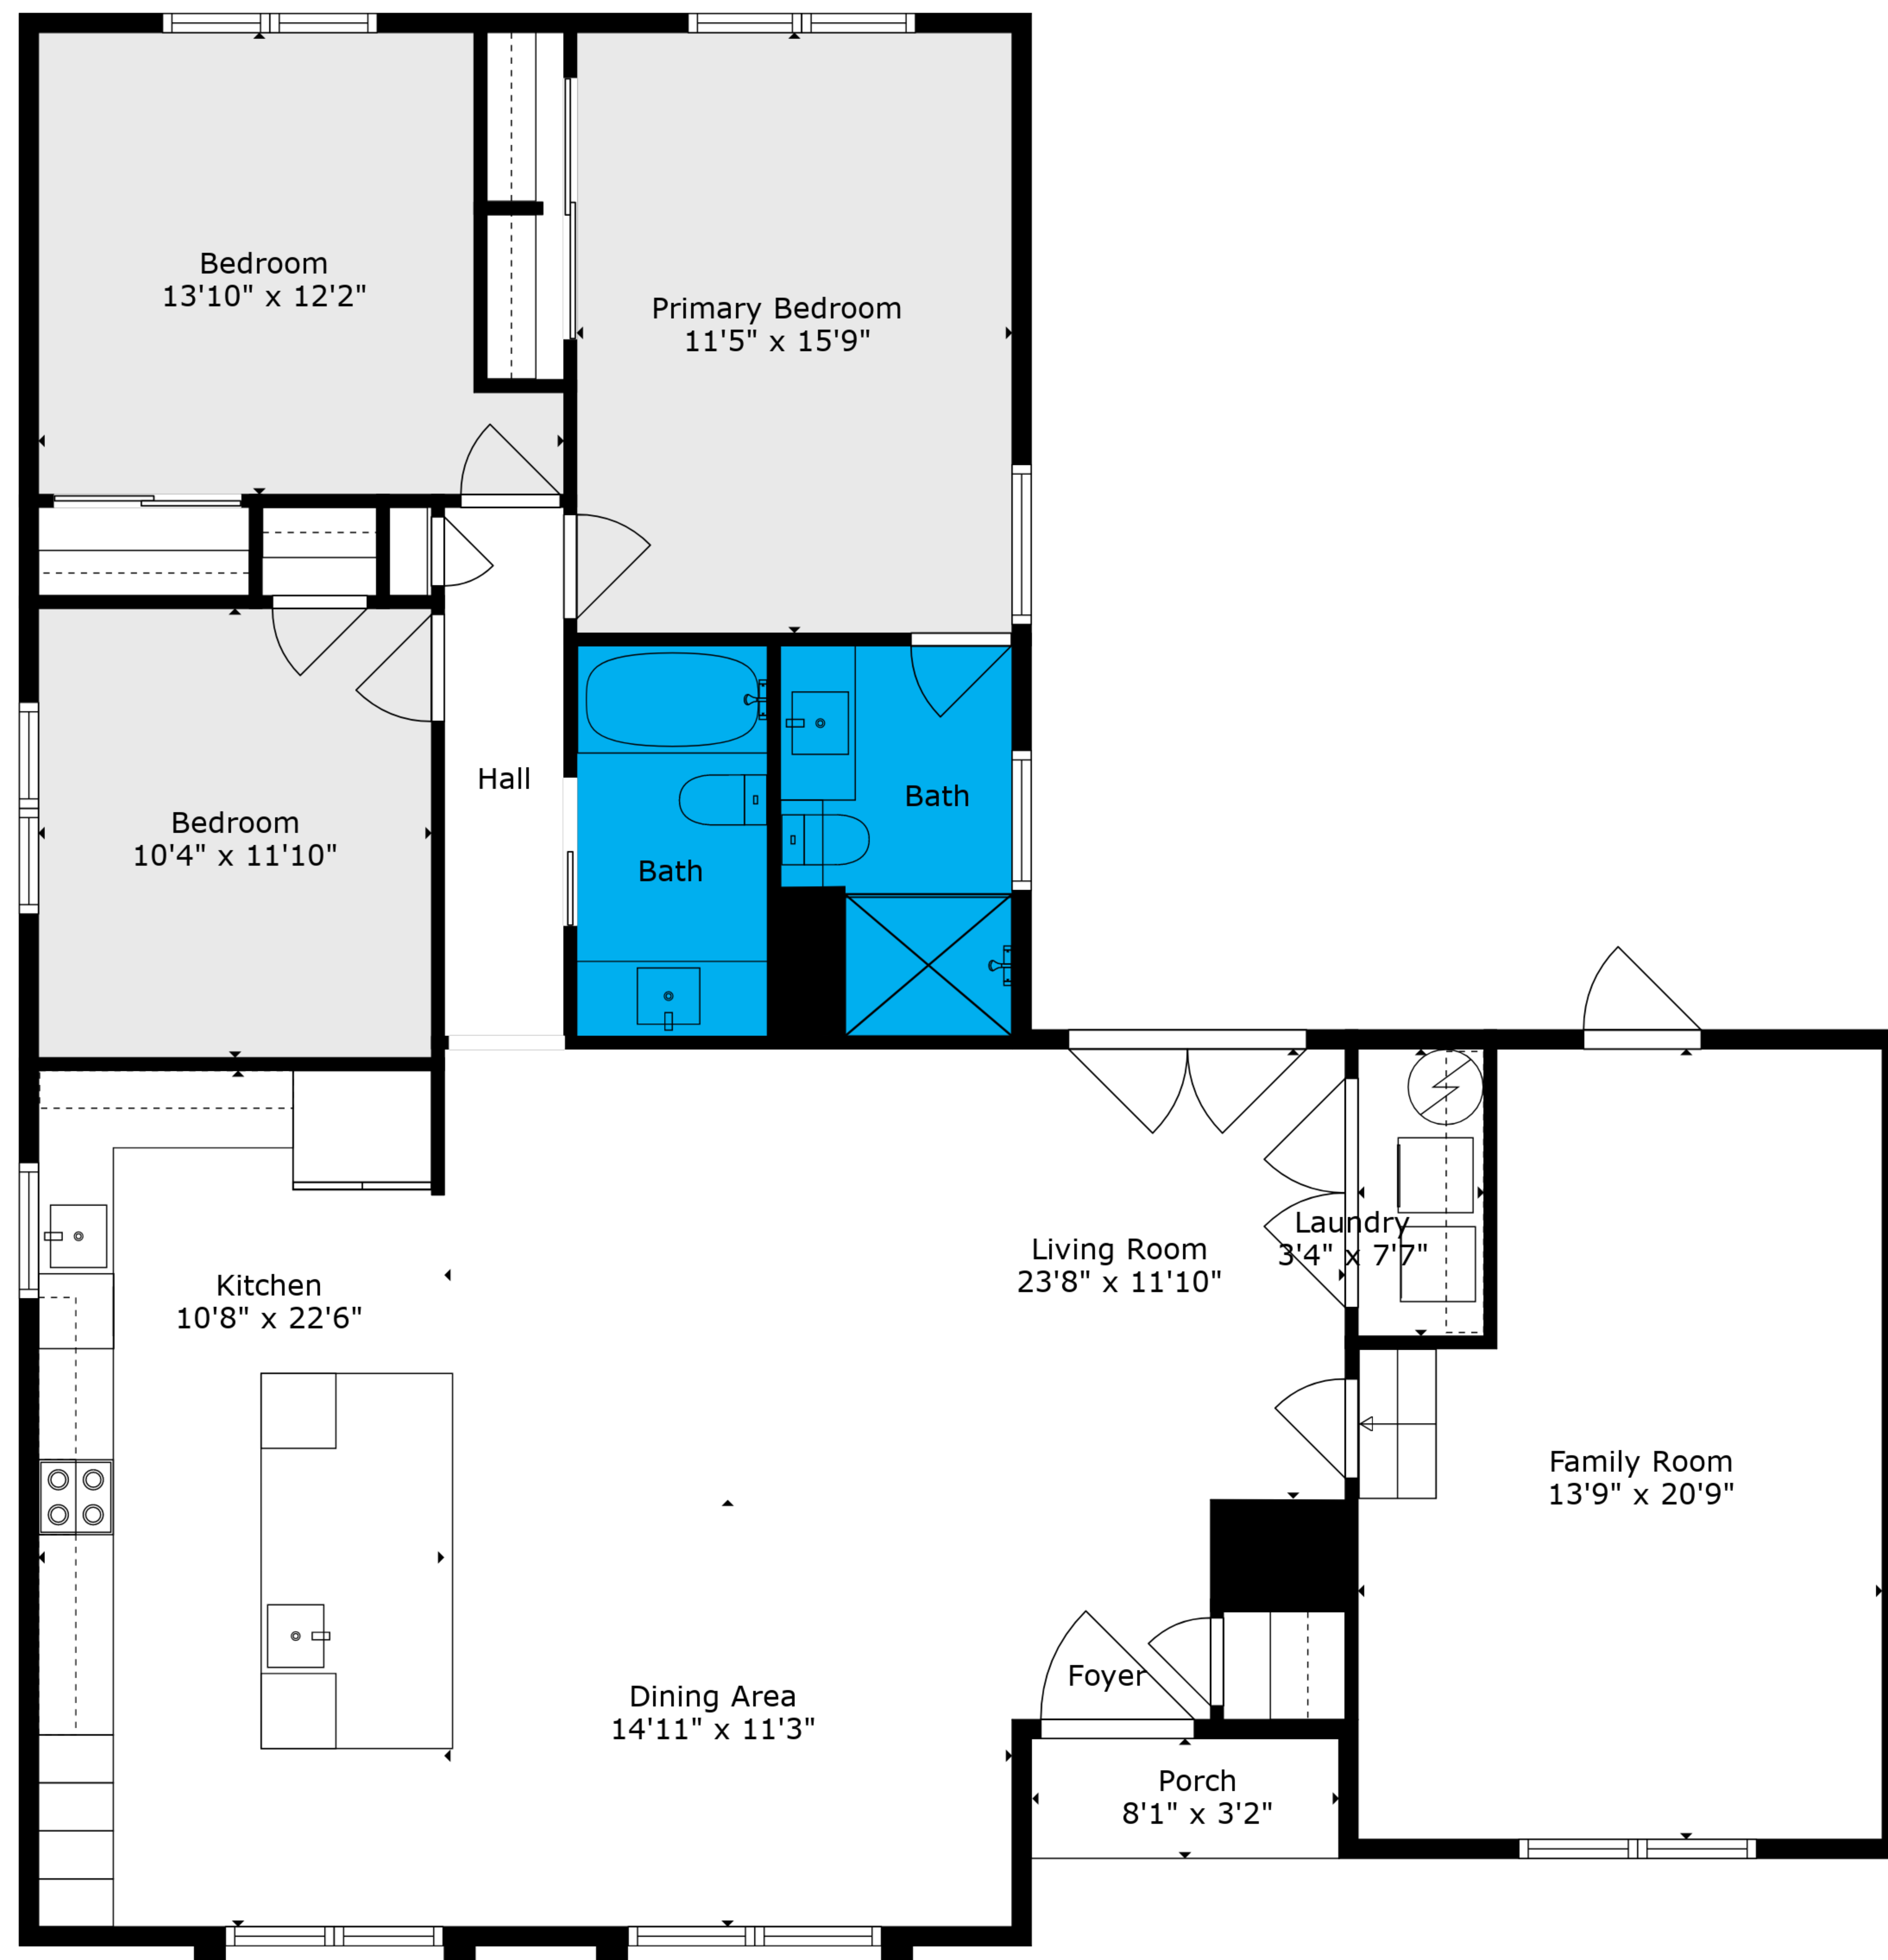 Bedroom
13'10" x 12'2"
Primary Bedroom
11'5" x 15'9"
Hall
Bath
Bedroom
10'4" x 11'10"
Bath
Living Room
23'8" x 11'10"
Laundry
3'4" x 7'7"
Kitchen
10'8" x 22'6"
Family Room
13'9" x 20'9"
Foyer
Dining Area
14'11" x 11'3"
Porch
8'1" x 3'2"